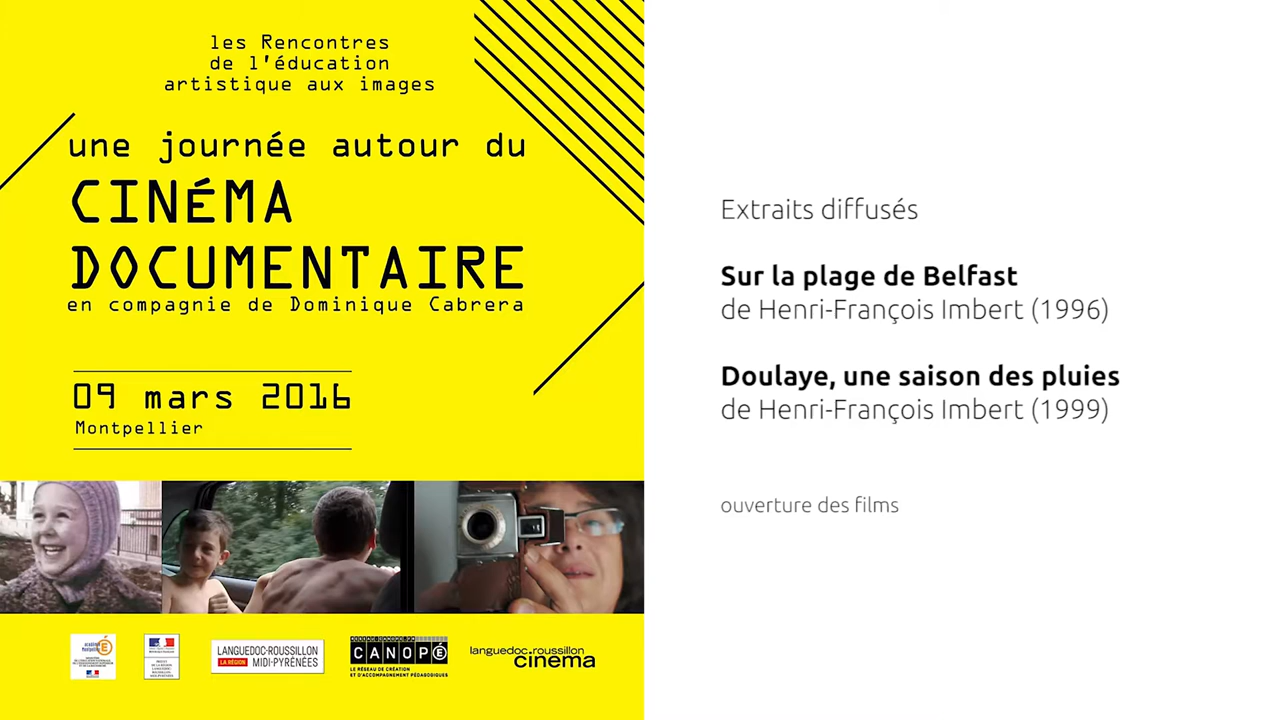 les Rencontres
de l'éducation
artistique aux images
une journée autour du
CINÉMA
DOCUMENTAIRE
en compagnie de Dominique Cabrera
09 mars 2016
Montpellier
LANGUEDOC-ROUSSILLON
LA RÉGION MIDI-PYRÉNÉES
CANOPÉ
LE RÉSEAU DE CRÉATION
ET D'ACCOMPAGNEMENT PÉDAGOGIQUES
languedoc-roussillon
cinéma
Extraits diffusés
Sur la plage de Belfast
de Henri-François Imbert (1996)
Doulaye, une saison des pluies
de Henri-François Imbert (1999)
ouverture des films